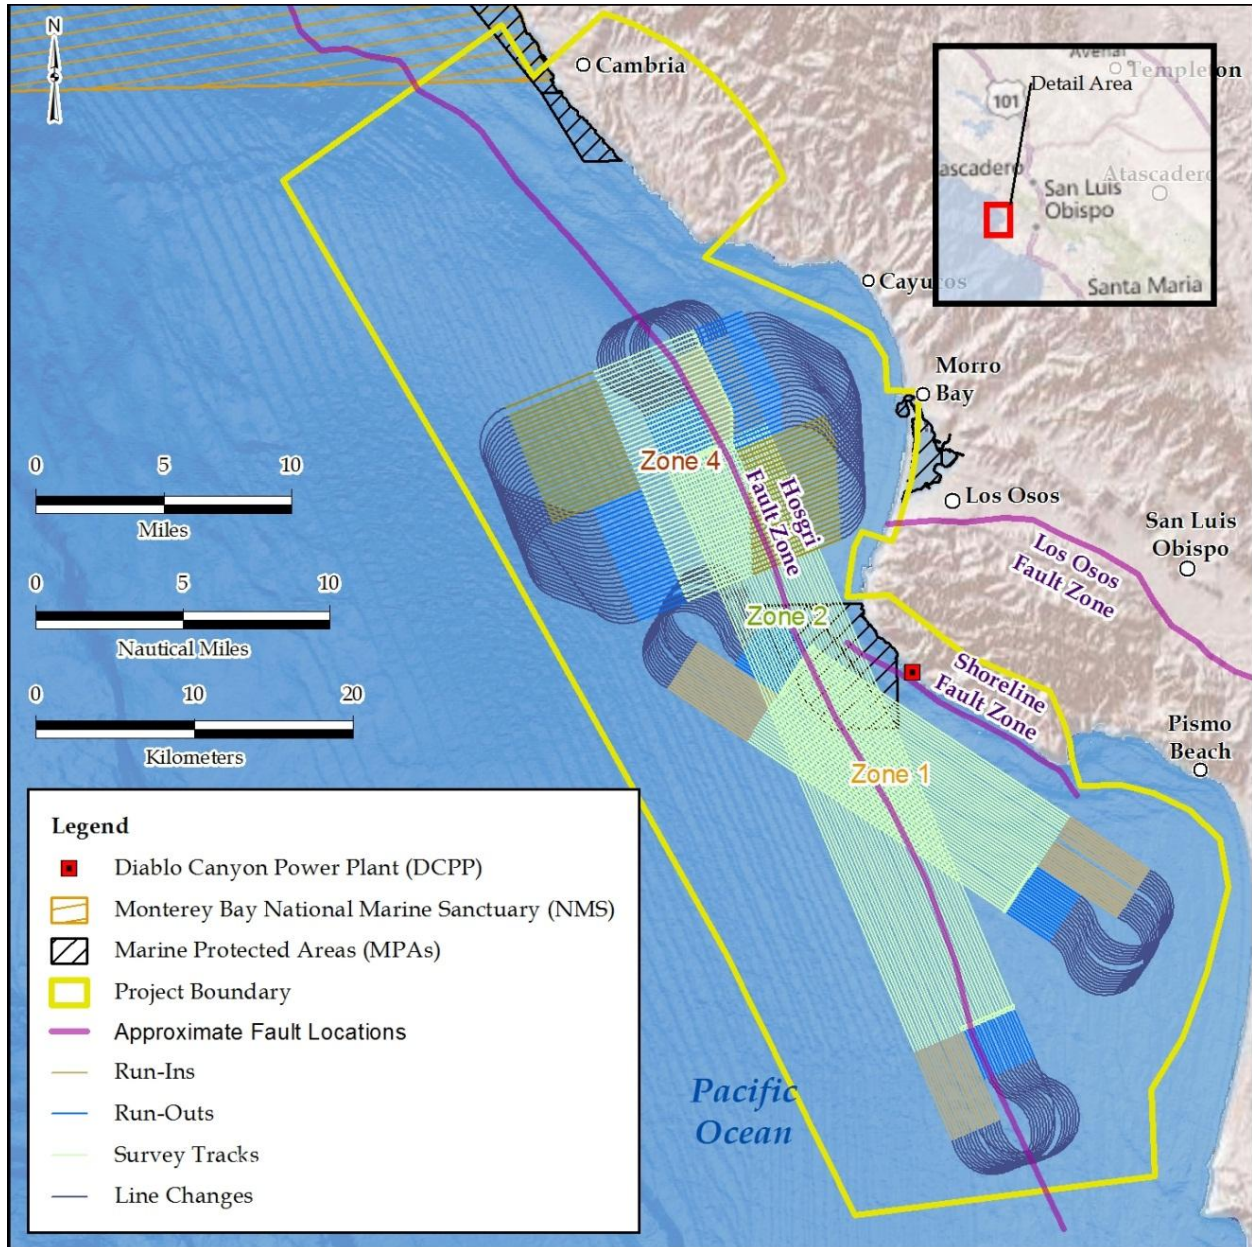 N
Cambria
Avenal
Templeton
Detail Area
101
ascadero
Atascadero
San Luis
Obispo
Santa Maria
Cayucos
Morro
Bay
Los Osos
San Luis
Obispo
Los Osos
Fault Zone
Zone 4
Hosgri
Fault Zone
Zone 2
Shoreline
Fault Zone
Pismo
Beach
Zone 1
0 5 10
Miles
0 5 10
Nautical Miles
0 10 20
Kilometers
Legend
Diablo Canyon Power Plant (DCPP)
Monterey Bay National Marine Sanctuary (NMS)
Marine Protected Areas (MPAs)
Project Boundary
Approximate Fault Locations
Run-Ins
Run-Outs
Survey Tracks
Line Changes
Pacific
Ocean